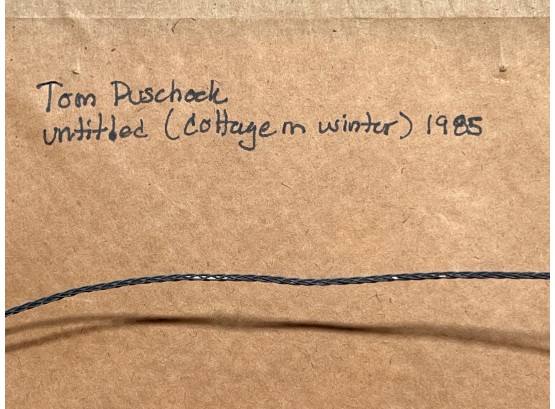 Tom Puschock
untitled (Cottage in winter) 1985